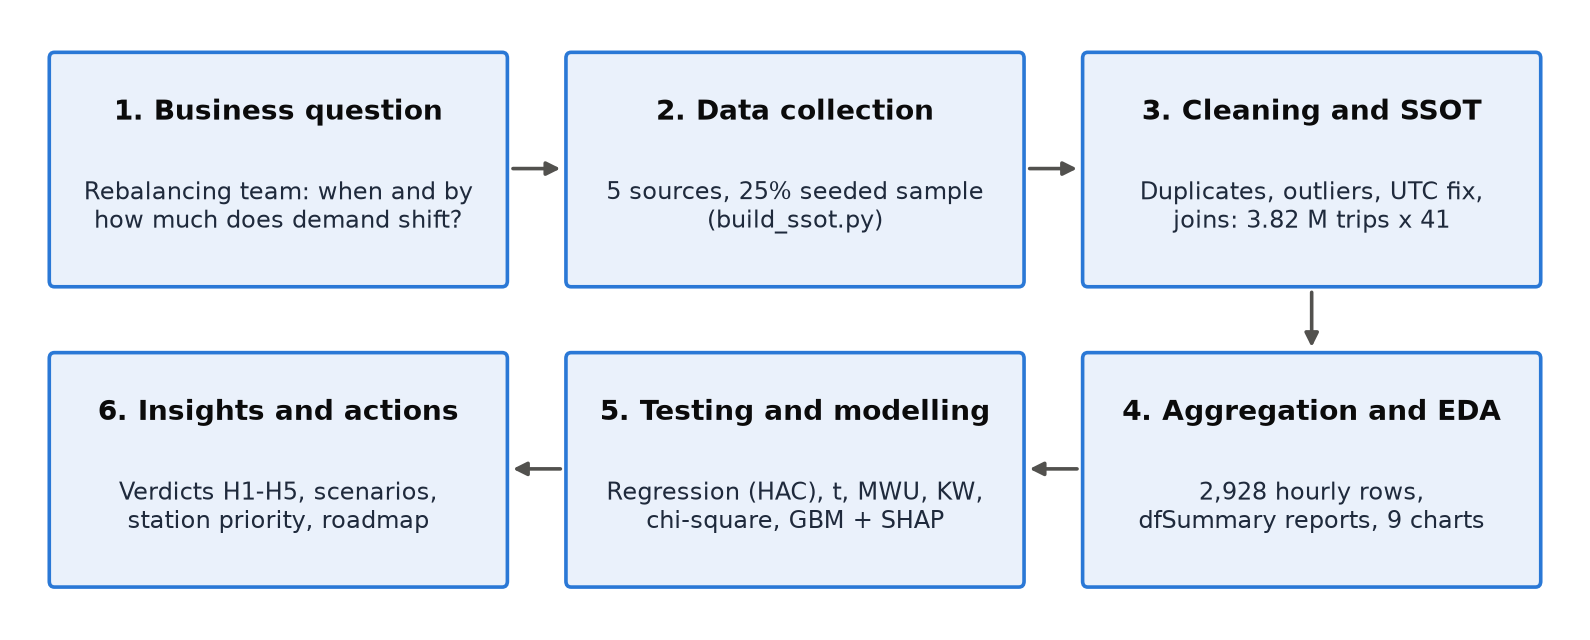 1. Business question
Rebalancing team: when and by
how much does demand shift?
2. Data collection
5 sources, 25% seeded sample
(build_ssot.py)
3. Cleaning and SSOT
Duplicates, outliers, UTC fix,
joins: 3.82 M trips x 41
4. Aggregation and EDA
2,928 hourly rows,
dfSummary reports, 9 charts
5. Testing and modelling
Regression (HAC), t, MWU, KW,
chi-square, GBM + SHAP
6. Insights and actions
Verdicts H1-H5, scenarios,
station priority, roadmap